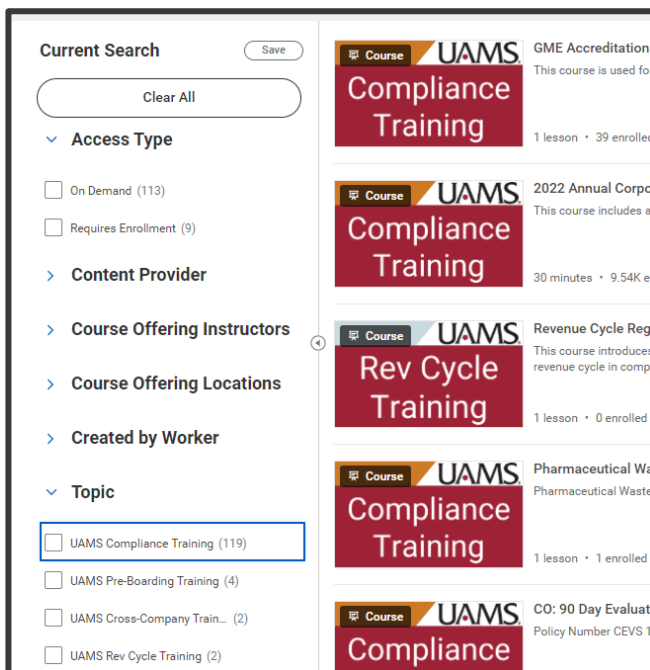 Current Search
Save
Clear All
Access Type
On Demand (113)
Requires Enrollment (9)
Content Provider
Course Offering Instructors
Course Offering Locations
Created by Worker
Topic
UAMS Compliance Training (119)
UAMS Pre-Boarding Training (4)
UAMS Cross-Company Train... (2)
UAMS Rev Cycle Training (2)
Course UAMS
Compliance
Training
GME Accreditation
This course is used fo
1 lesson • 39 enrolled
Course UAMS
Compliance
Training
2022 Annual Corpo
This course includes a
30 minutes • 9.54K e
Course UAMS
Rev Cycle
Training
Revenue Cycle Reg
This course introduces
revenue cycle in comp
1 lesson • 0 enrolled
Course UAMS
Compliance
Training
Pharmaceutical Wa
Pharmaceutical Waste
1 lesson • 1 enrolled
Course UAMS
Compliance
CO: 90 Day Evaluat
Policy Number CEVS 1